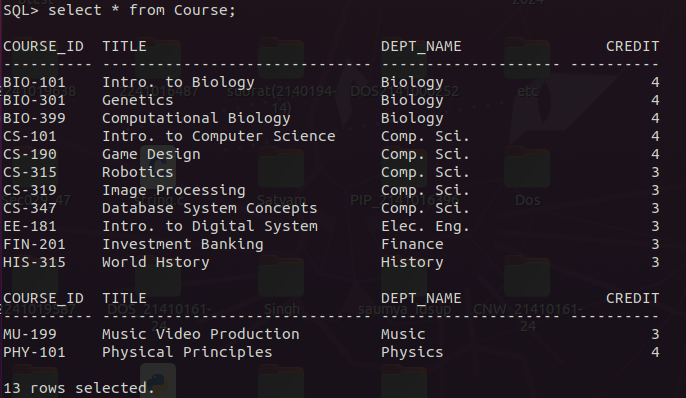 SQL> select * from Course;
COURSE_ID  TITLE                          DEPT_NAME                CREDIT
---------- ------------------------------ -------------------- ----------
BIO-101    Intro. to Biology              Biology                       4
BIO-301    Genetics                       Biology                       4
BIO-399    Computational Biology          Biology                       4
CS-101     Intro. to Computer Science     Comp. Sci.                    4
CS-190     Game Design                    Comp. Sci.                    4
CS-315     Robotics                       Comp. Sci.                    3
CS-319     Image Processing               Comp. Sci.                    3
CS-347     Database System Concepts       Comp. Sci.                    3
EE-181     Intro. to Digital System       Elec. Eng.                    3
FIN-201    Investment Banking             Finance                       3
HIS-315    World Hstory                   History                       3
COURSE_ID  TITLE                          DEPT_NAME                CREDIT
---------- ------------------------------ -------------------- ----------
MU-199     Music Video Production         Music                         3
PHY-101    Physical Principles            Physics                       4
13 rows selected.